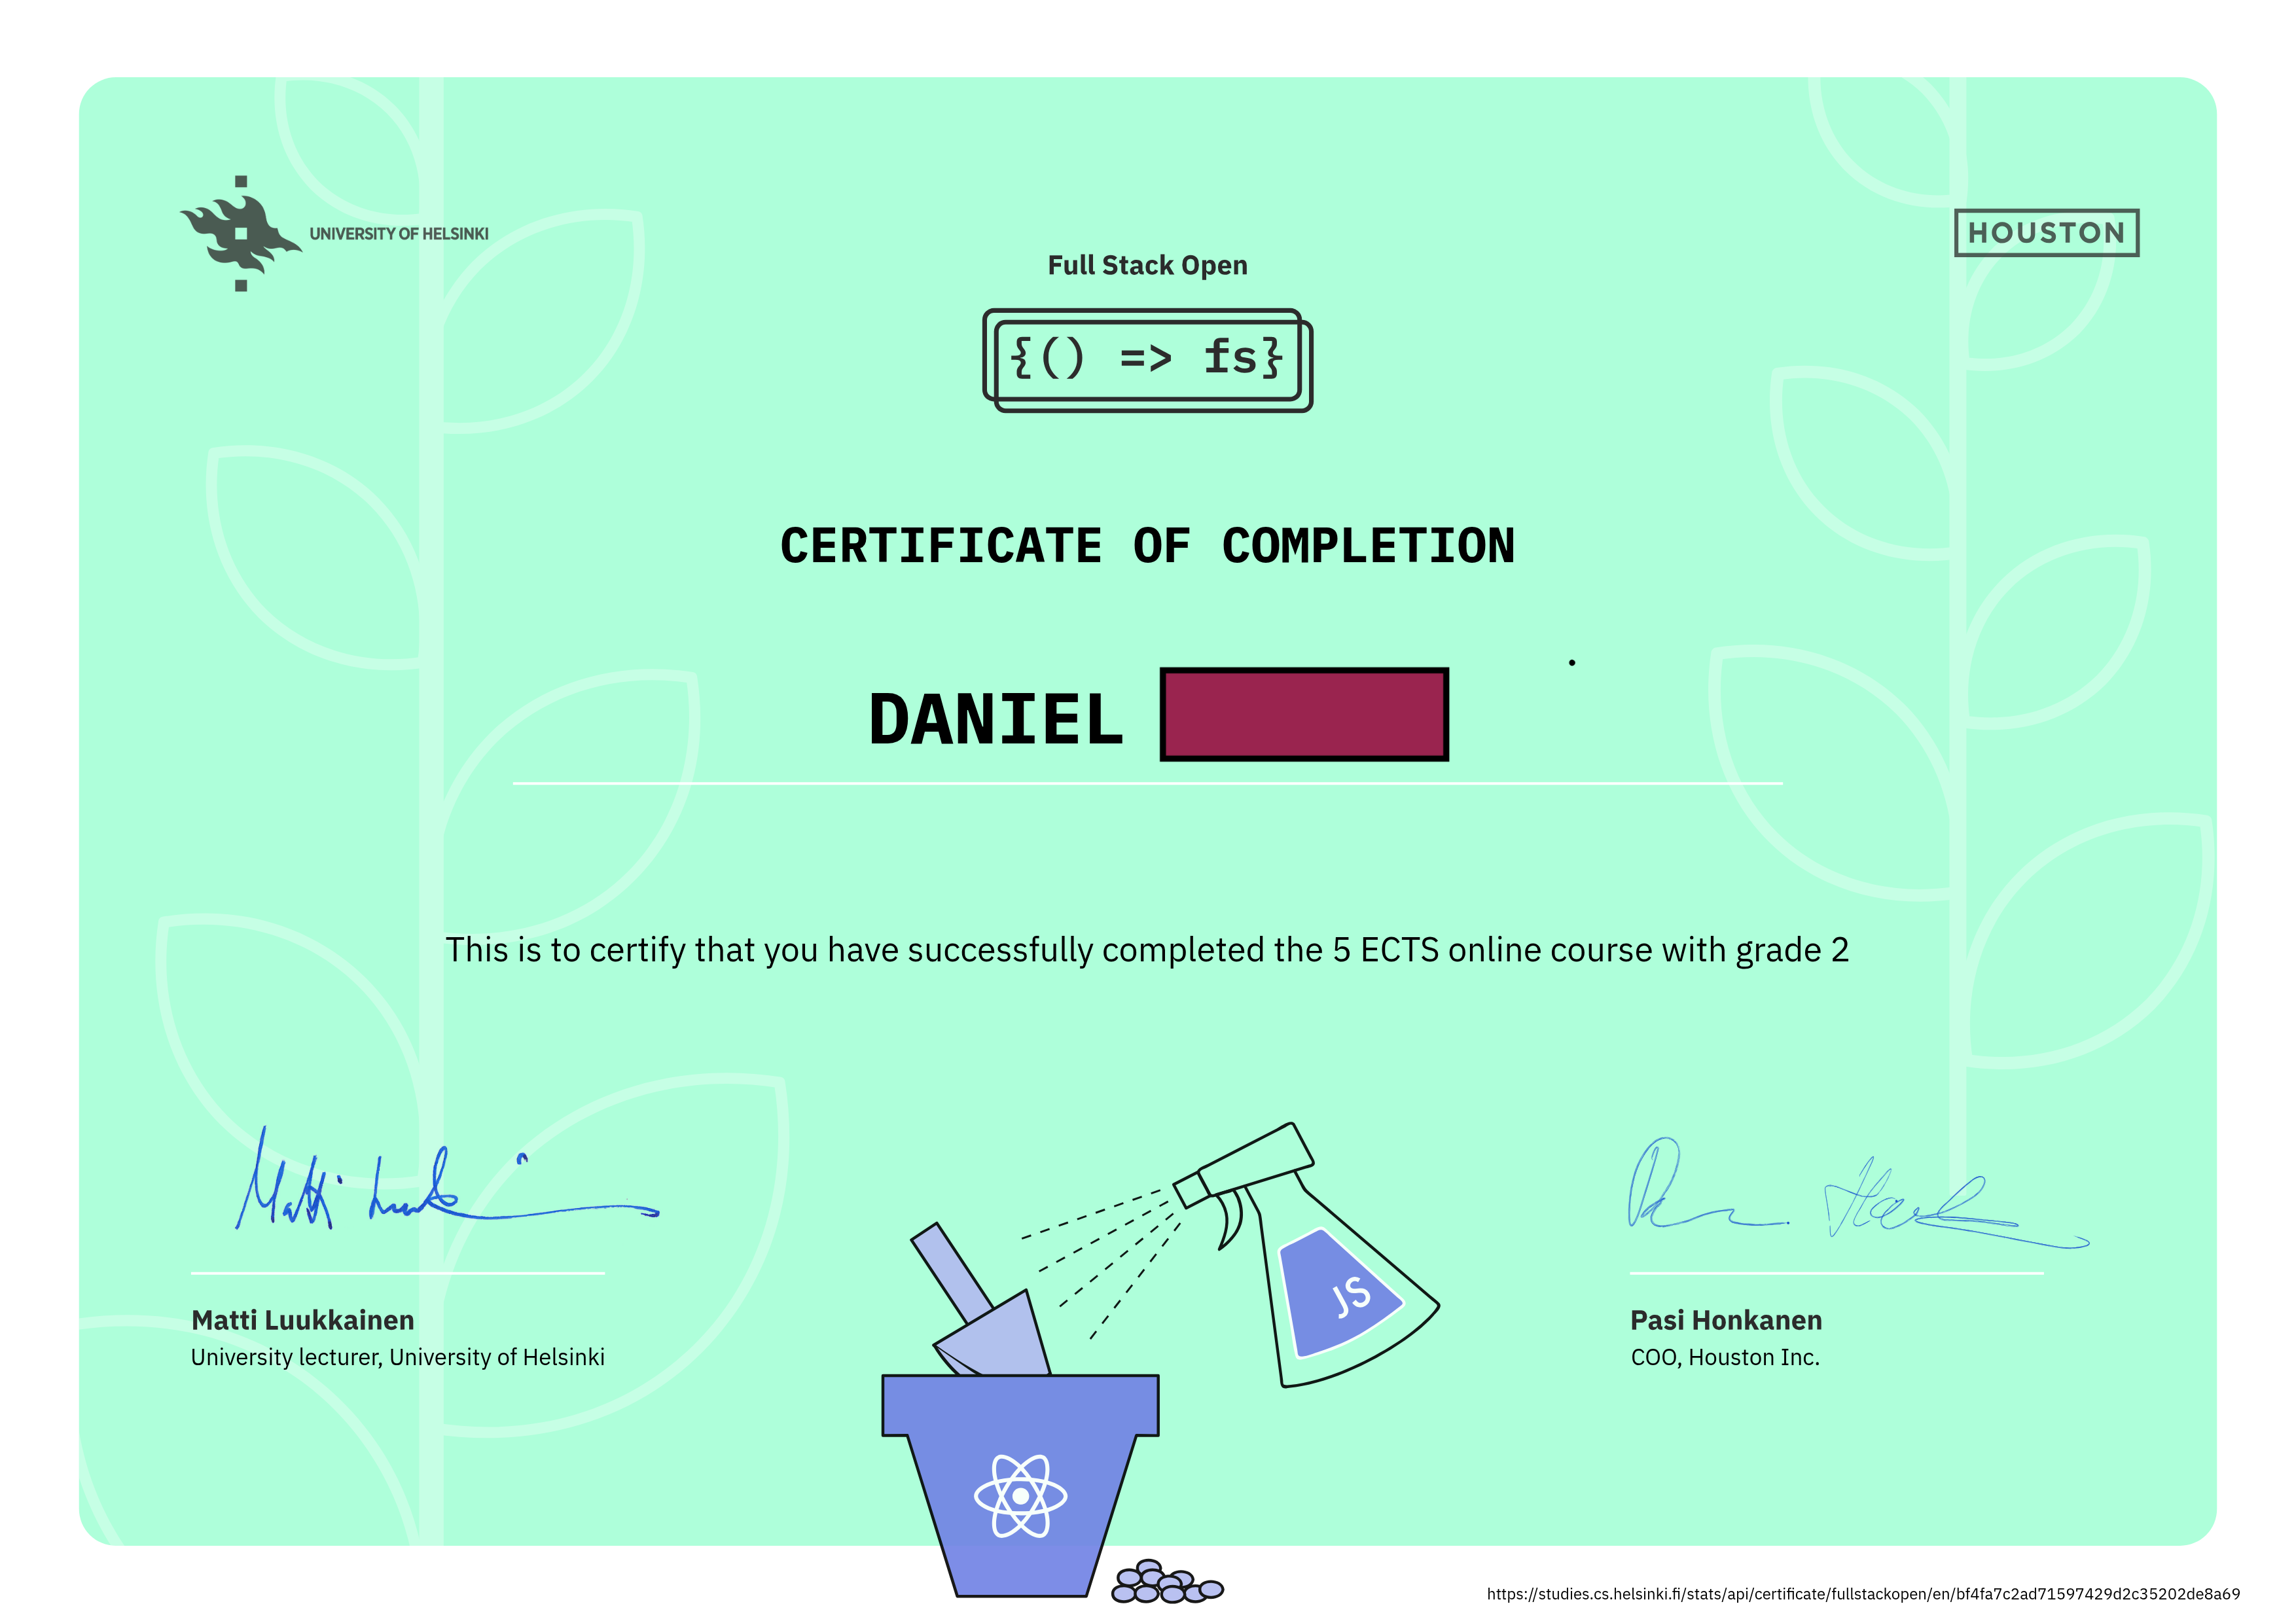 UNIVERSITY OF HELSINKI
HOUSTON
Full Stack Open
{() => fs}
CERTIFICATE OF COMPLETION
DANIEL
This is to certify that you have successfully completed the 5 ECTS online course with grade 2
JS
Matti Luukkainen
University lecturer, University of Helsinki
Pasi Honkanen
COO, Houston Inc.
https://studies.cs.helsinki.fi/stats/api/certificate/fullstackopen/en/bf4fa7c2ad71597429d2c35202de8a69